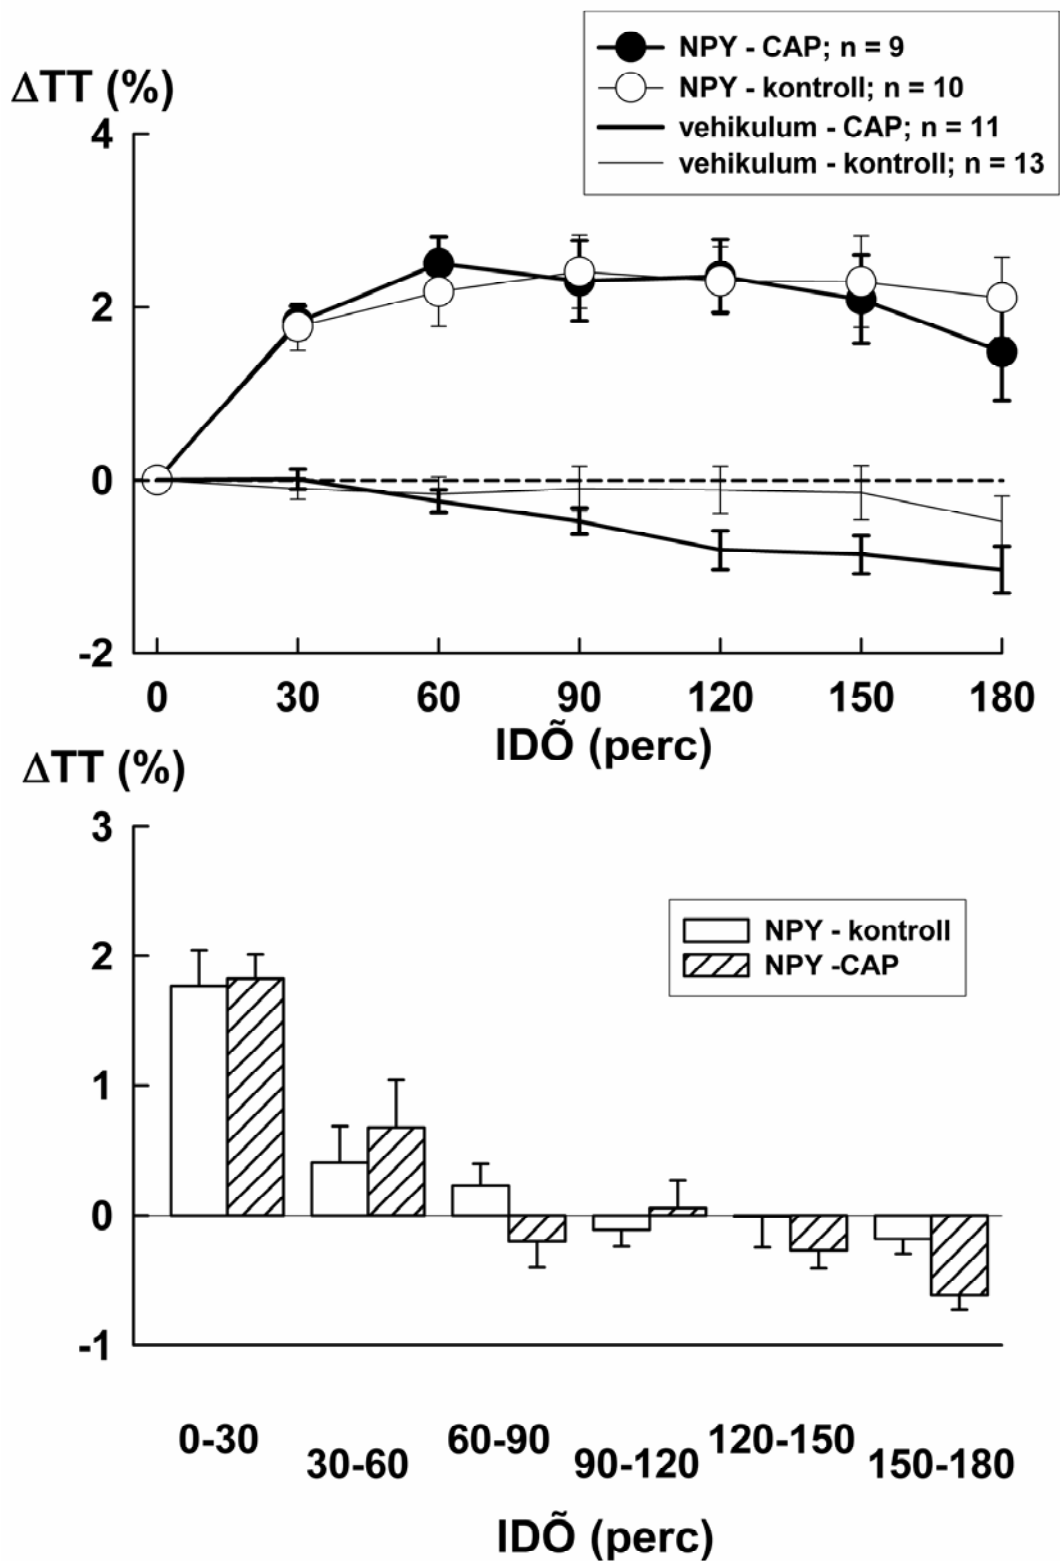 NPY - CAP; n = 9
NPY - kontroll; n = 10
vehikulum - CAP; n = 11
vehikulum - kontroll; n = 13
ΔTT (%)
4
2
0
-2
0 30 60 90 120 150 180
IDÕ (perc)
ΔTT (%)
3
2
1
0
-1
NPY - kontroll
NPY -CAP
0-30 60-90 120-150
30-60 90-120 150-180
IDÕ (perc)